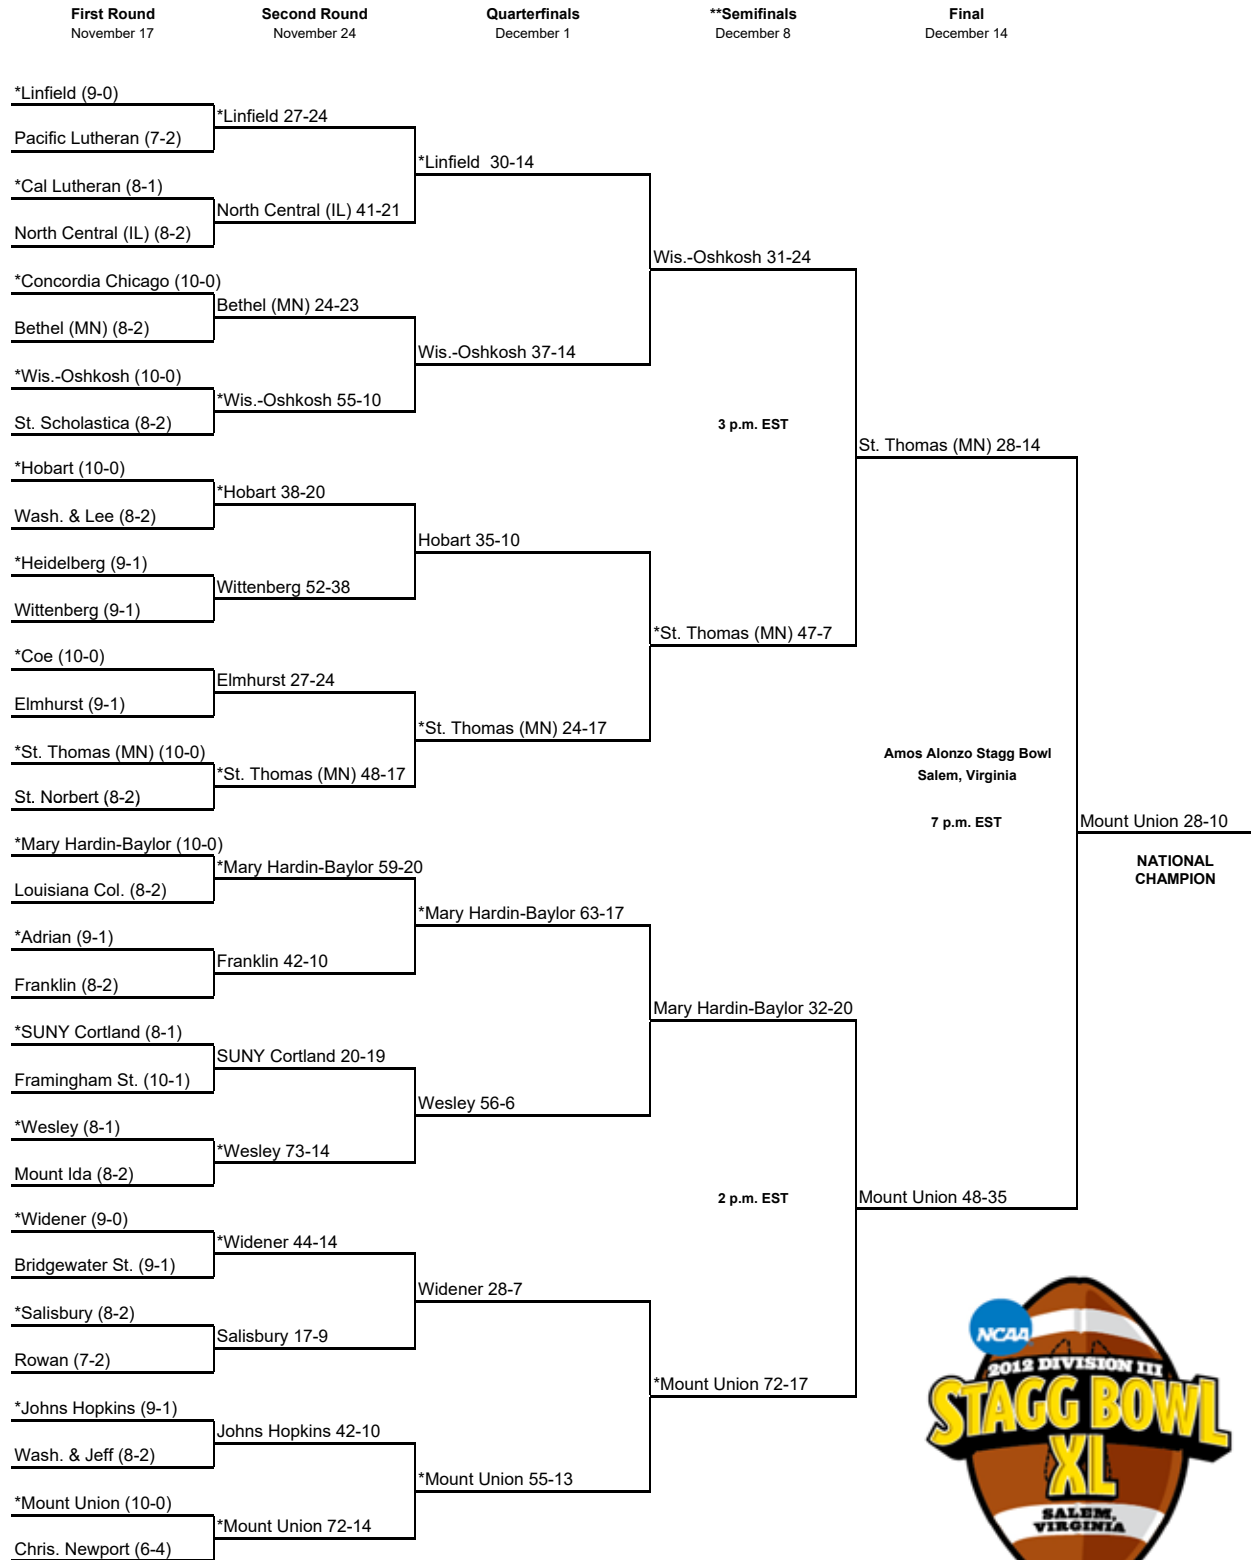 First Round
November 17
Second Round
November 24
Quarterfinals
December 1
**Semifinals
December 8
Final
December 14
*Linfield (9-0)
Pacific Lutheran (7-2)
*Cal Lutheran (8-1)
North Central (IL) (8-2)
*Concordia Chicago (10-0)
Bethel (MN) (8-2)
*Wis.-Oshkosh (10-0)
St. Scholastica (8-2)
*Hobart (10-0)
Wash. & Lee (8-2)
*Heidelberg (9-1)
Wittenberg (9-1)
*Coe (10-0)
Elmhurst (9-1)
*St. Thomas (MN) (10-0)
St. Norbert (8-2)
*Mary Hardin-Baylor (10-0)
Louisiana Col. (8-2)
*Adrian (9-1)
Franklin (8-2)
*SUNY Cortland (8-1)
Framingham St. (10-1)
*Wesley (8-1)
Mount Ida (8-2)
*Widener (9-0)
Bridgewater St. (9-1)
*Salisbury (8-2)
Rowan (7-2)
*Johns Hopkins (9-1)
Wash. & Jeff (8-2)
*Mount Union (10-0)
Chris. Newport (6-4)
*Linfield 27-24
North Central (IL) 41-21
Bethel (MN) 24-23
*Wis.-Oshkosh 55-10
*Hobart 38-20
Wittenberg 52-38
Elmhurst 27-24
*St. Thomas (MN) 48-17
*Mary Hardin-Baylor 59-20
Franklin 42-10
SUNY Cortland 20-19
*Wesley 73-14
*Widener 44-14
Salisbury 17-9
Johns Hopkins 42-10
*Mount Union 72-14
*Linfield 30-14
Wis.-Oshkosh 37-14
Hobart 35-10
*St. Thomas (MN) 24-17
*Mary Hardin-Baylor 63-17
Wesley 56-6
Widener 28-7
*Mount Union 55-13
Wis.-Oshkosh 31-24
3 p.m. EST
*St. Thomas (MN) 47-7
Mary Hardin-Baylor 32-20
2 p.m. EST
*Mount Union 72-17
St. Thomas (MN) 28-14
Amos Alonzo Stagg Bowl
Salem, Virginia
7 p.m. EST
Mount Union 48-35
Mount Union 28-10
NATIONAL
CHAMPION
NCAA
2012 DIVISION III
STAGG BOWL
XL
SALEM,
VIRGINIA